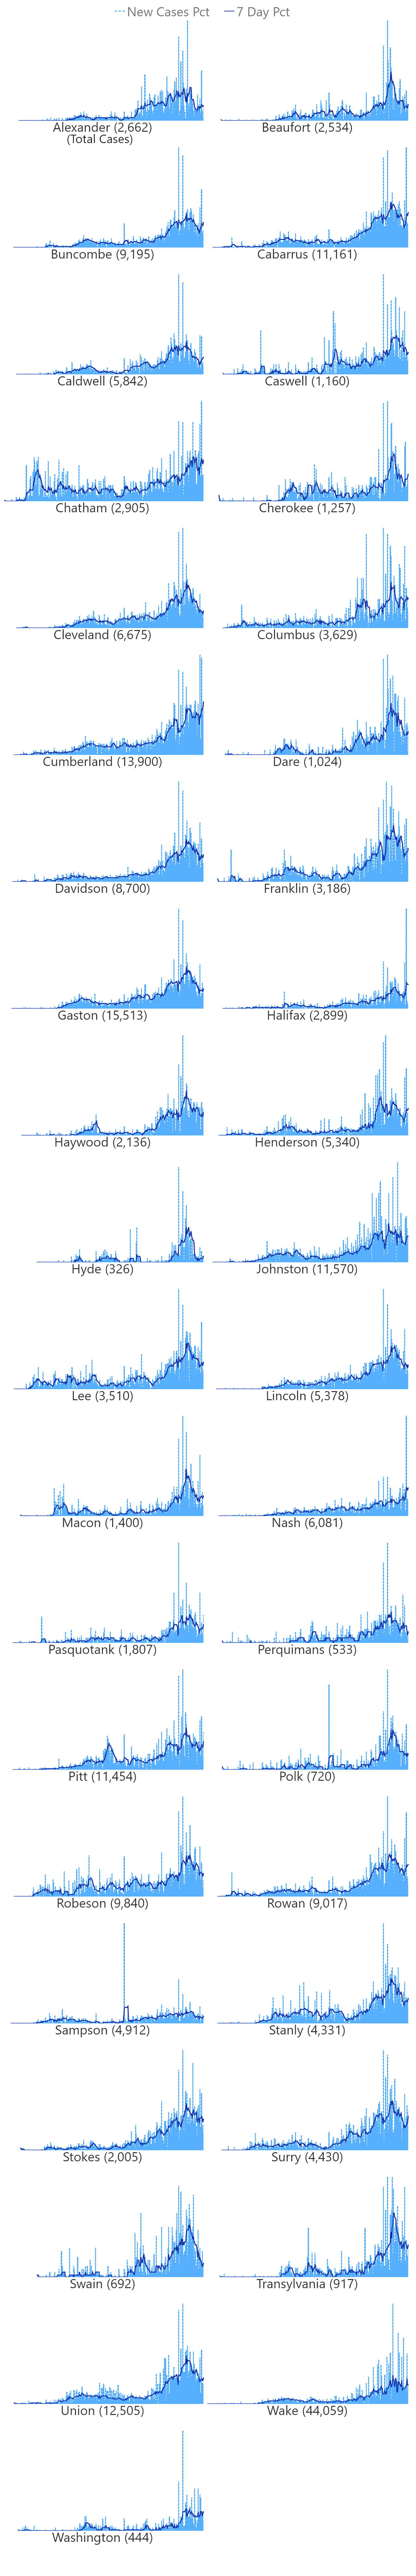 New Cases Pct 7 Day Pct
Alexander (2,662) Beaufort (2,534)
(Total Cases)
Buncombe (9,195) Cabarrus (11,161)
Caldwell (5,842) Caswell (1,160)
Chatham (2,905) Cherokee (1,257)
Cleveland (6,675) Columbus (3,629)
Cumberland (13,900) Dare (1,024)
Davidson (8,700) Franklin (3,186)
Gaston (15,513) Halifax (2,899)
Haywood (2,136) Henderson (5,340)
Hyde (326) Johnston (11,570)
Lee (3,510) Lincoln (5,378)
Macon (1,400) Nash (6,081)
Pasquotank (1,807) Perquimans (533)
Pitt (11,454) Polk (720)
Robeson (9,840) Rowan (9,017)
Sampson (4,912) Stanly (4,331)
Stokes (2,005) Surry (4,430)
Swain (692) Transylvania (917)
Union (12,505) Wake (44,059)
Washington (444)